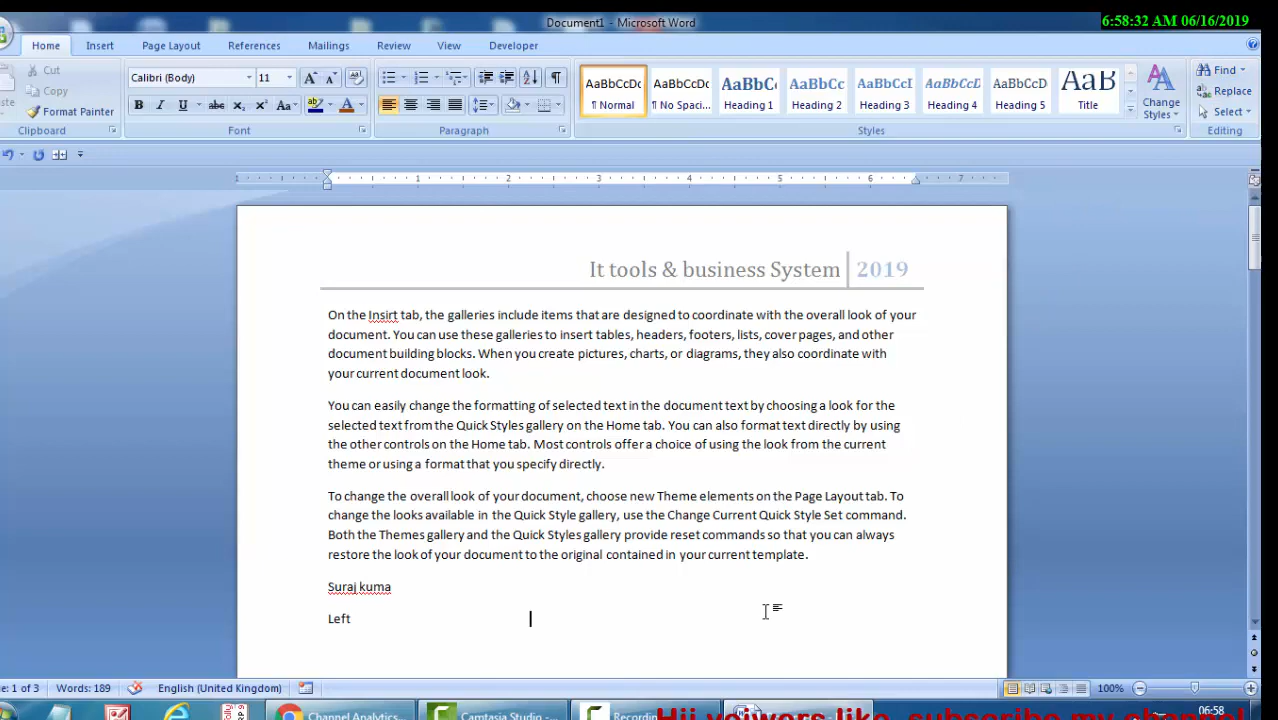 Document1 - Microsoft Word
6:58:32 AM 06/16/2019
Home Insert Page Layout References Mailings Review View Developer
Cut
Copy
Format Painter
Calibri (Body) 11
AaBbCcDc AaBbCcDc AaBbC AaBbCc AaBbCcI AaBbCcI AaBbCcD AaB
¶ Normal ¶ No Spaci... Heading 1 Heading 2 Heading 3 Heading 4 Heading 5 Title
Change Styles
Find
Replace
Select
Clipboard Font Paragraph Styles Editing
1 1 2 3 4 5 6 7
It tools & business System 2019
On the Insirt tab, the galleries include items that are designed to coordinate with the overall look of your
document. You can use these galleries to insert tables, headers, footers, lists, cover pages, and other
document building blocks. When you create pictures, charts, or diagrams, they also coordinate with
your current document look.
You can easily change the formatting of selected text in the document text by choosing a look for the
selected text from the Quick Styles gallery on the Home tab. You can also format text directly by using
the other controls on the Home tab. Most controls offer a choice of using the look from the current
theme or using a format that you specify directly.
To change the overall look of your document, choose new Theme elements on the Page Layout tab. To
change the looks available in the Quick Style gallery, use the Change Current Quick Style Set command.
Both the Themes gallery and the Quick Styles gallery provide reset commands so that you can always
restore the look of your document to the original contained in your current template.
Suraj kuma
Left
1 of 3 Words: 189 English (United Kingdom) 100%
Channel Analytics... Camtasia Studio - ... 06:58